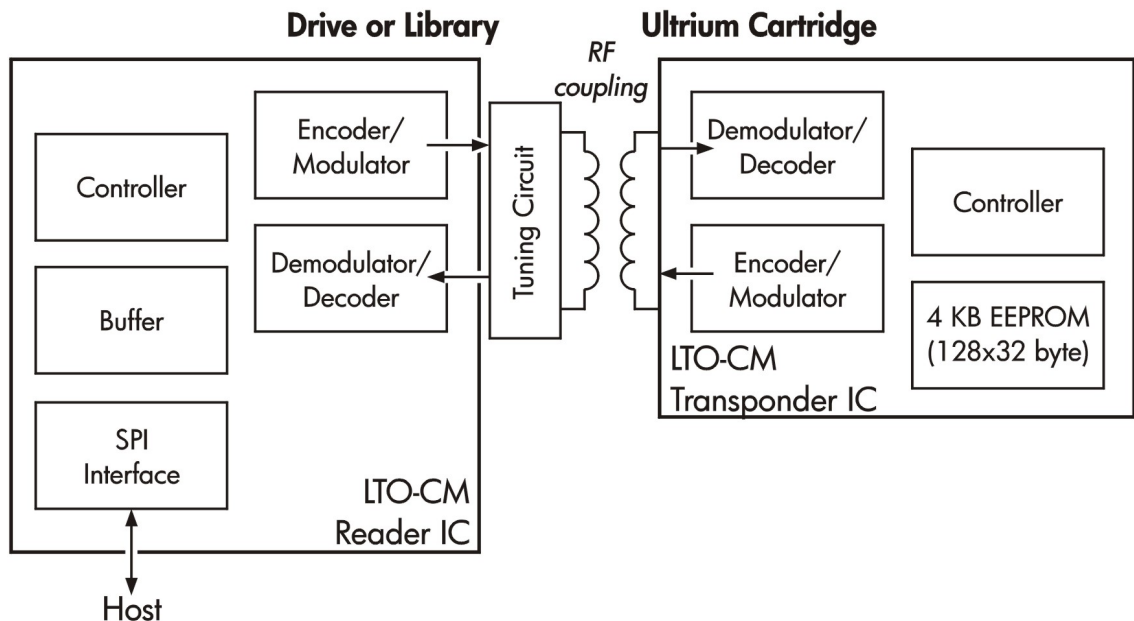 Drive or Library
Ultrium Cartridge
RF
coupling
Encoder/
Modulator
Controller
Demodulator/
Decoder
Buffer
SPI
Interface
LTO-CM
Reader IC
Host
Tuning Circuit
Demodulator/
Decoder
Controller
Encoder/
Modulator
4 KB EEPROM
(128x32 byte)
LTO-CM
Transponder IC